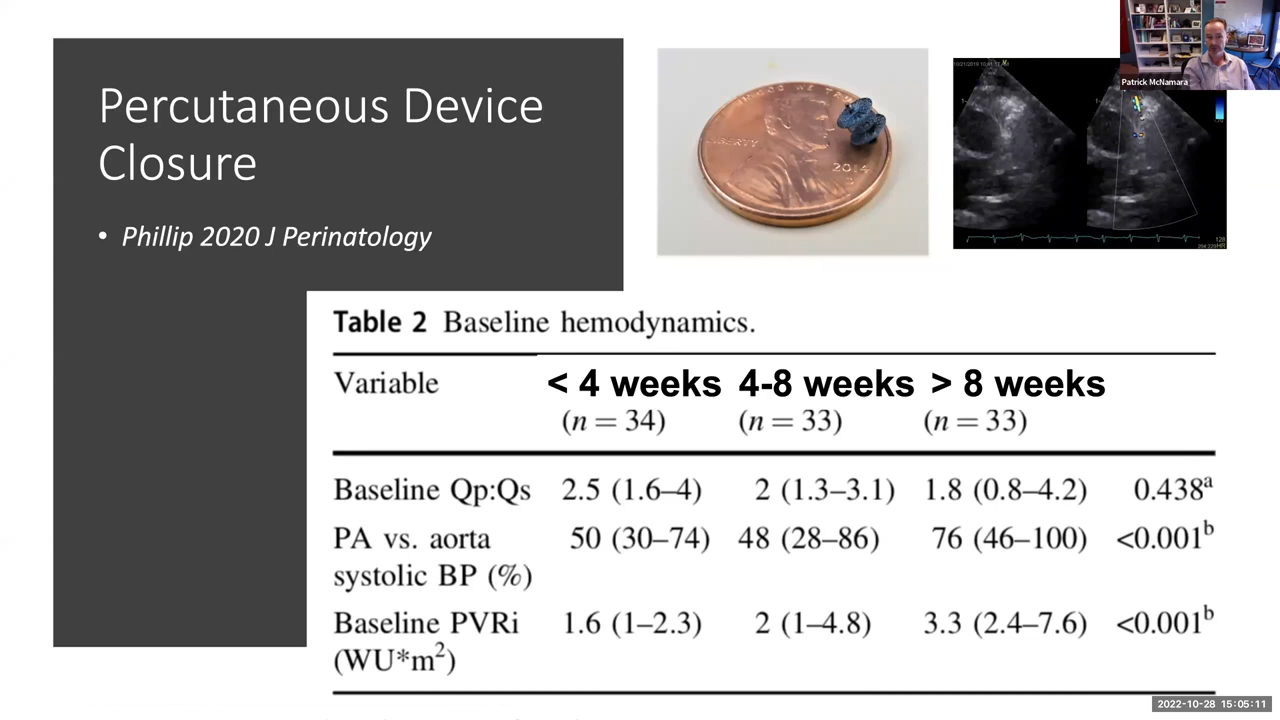 Percutaneous Device
Closure
• Phillip 2020 J Perinatology
IN GOD WE TRU
LIBERTY
2014
Patrick McNamara
Table 2 Baseline hemodynamics.
Variable < 4 weeks 4-8 weeks > 8 weeks
(n = 34) (n = 33) (n = 33)
Baseline Qp:Qs 2.5 (1.6–4) 2 (1.3–3.1) 1.8 (0.8–4.2) 0.438a
PA vs. aorta 50 (30–74) 48 (28–86) 76 (46–100) <0.001b
systolic BP (%)
Baseline PVRi 1.6 (1–2.3) 2 (1–4.8) 3.3 (2.4–7.6) <0.001b
(WU*m2)
2022-10-28 15:05:11